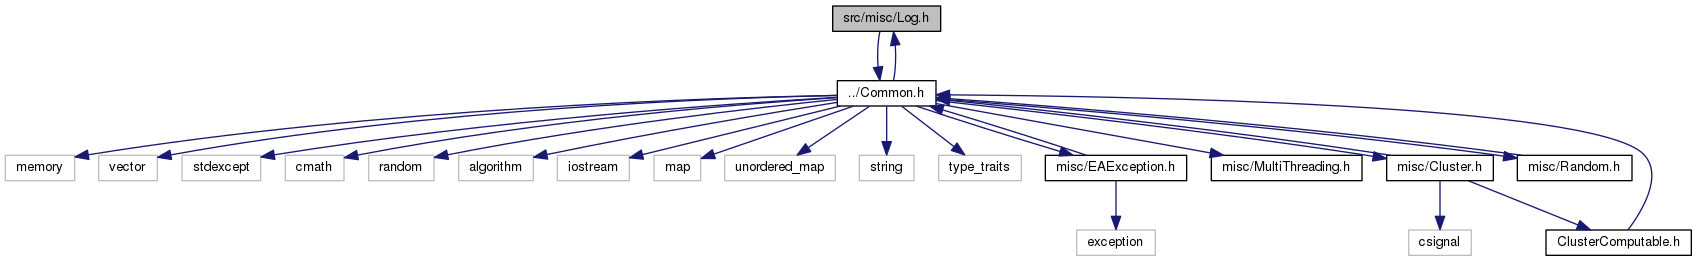 src/misc/Log.h
../Common.h
memory
vector
stdexcept
cmath
random
algorithm
iostream
map
unordered_map
string
type_traits
misc/EAException.h
misc/MultiThreading.h
misc/Cluster.h
misc/Random.h
exception
csignal
ClusterComputable.h